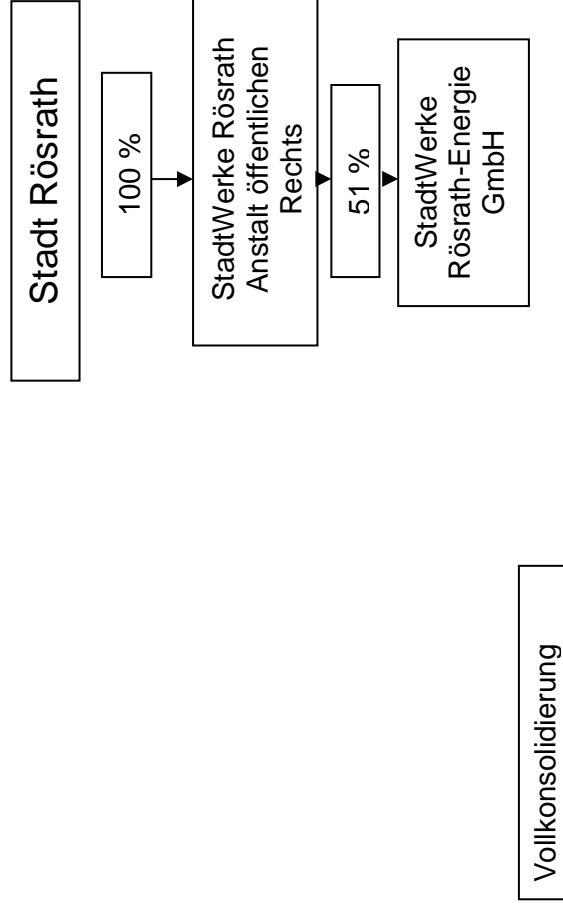 Stadt Rösrath
100 %
StadtWerke Rösrath
Anstalt öffentlichen
Rechts
51 %
StadtWerke
Rösrath-Energie
GmbH
Vollkonsolidierung